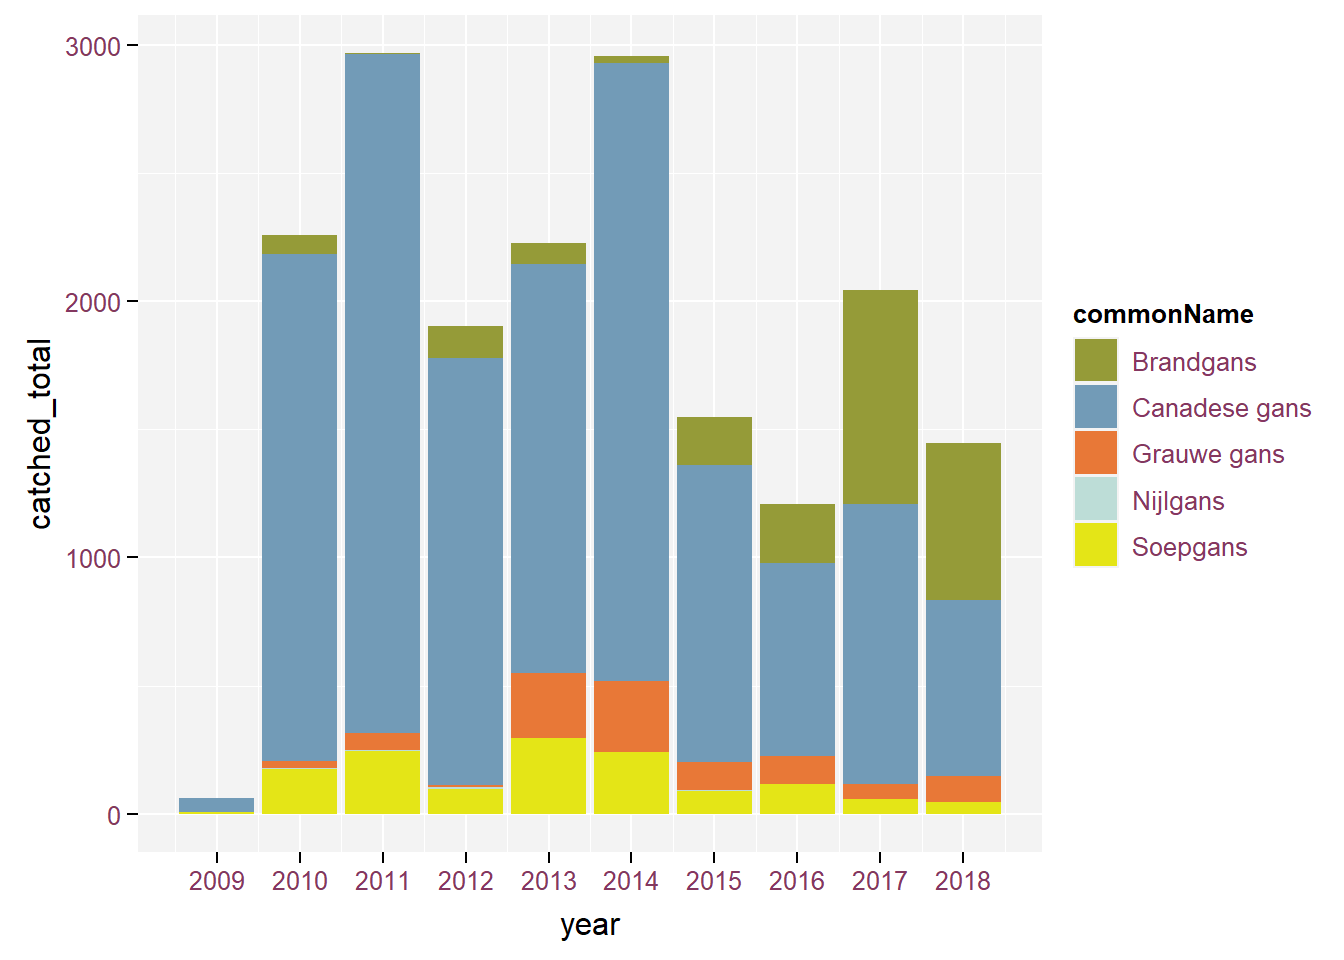 3000
2000
1000
0
catched_total
2009 2010 2011 2012 2013 2014 2015 2016 2017 2018
year
commonName
Brandgans
Canadese gans
Grauwe gans
Nijlgans
Soepgans